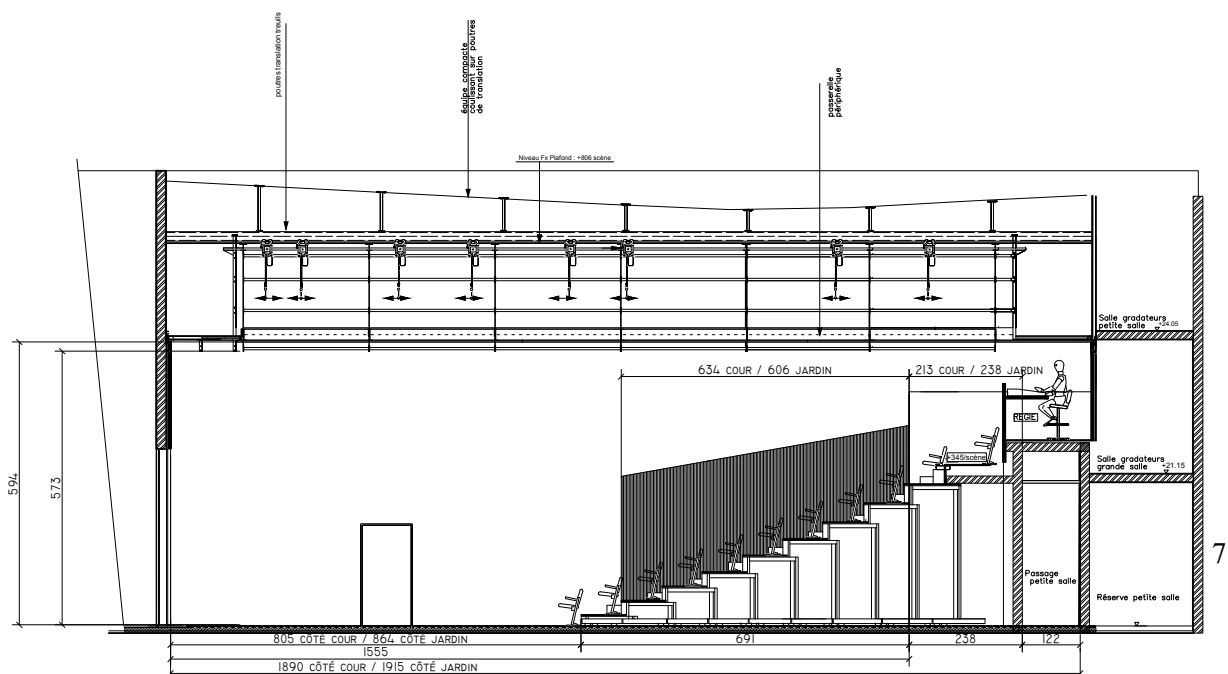 poutres translation treuils
équipe compacte
coulissant sur poutres
de translation
passerelle
périphérique
Niveau Fx Plafond : +806 scène
Salle gradateurs
petite salle
+24.05
634 COUR / 606 JARDIN
213 COUR / 238 JARDIN
REGIE
+345/scène
Salle gradateurs
grande salle
+21.15
594
573
7
Passage
petite salle
Réserve petite salle
805 CÔTÉ COUR / 864 CÔTÉ JARDIN
691
238
122
1555
1890 CÔTÉ COUR / 1915 CÔTÉ JARDIN